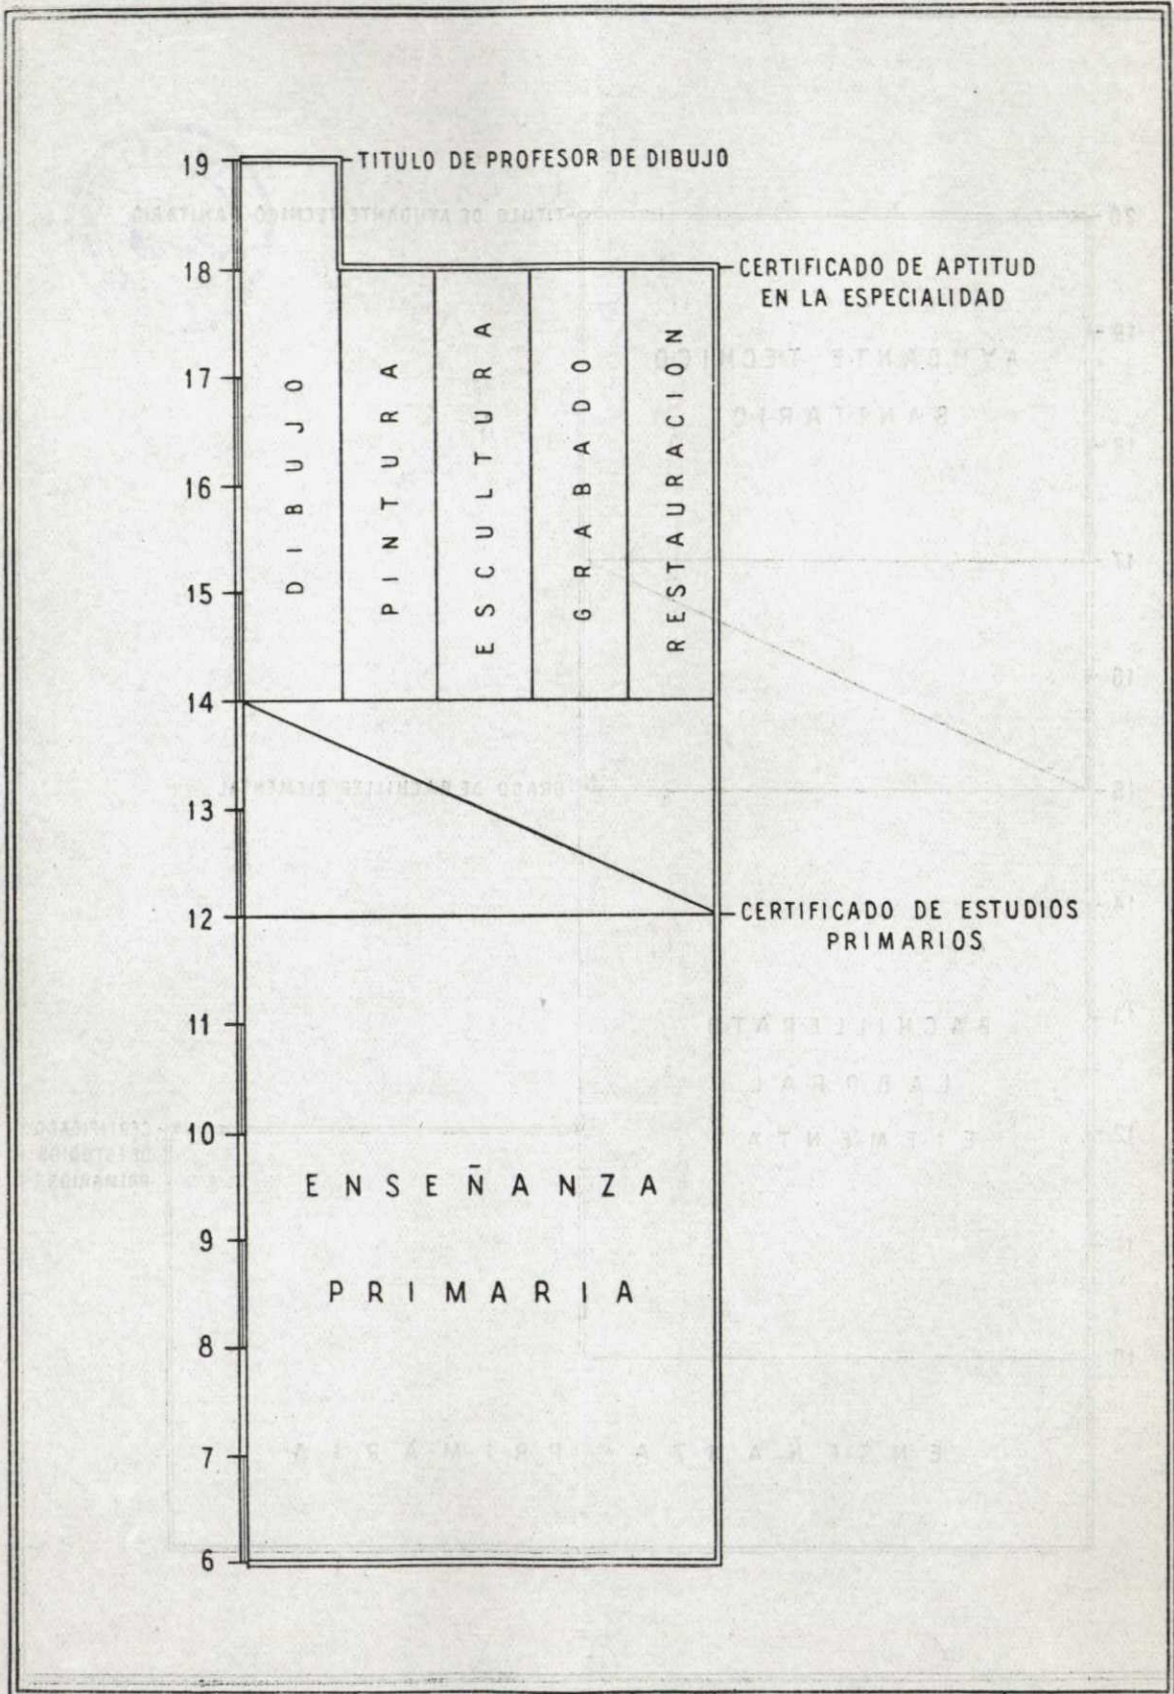 19
TITULO DE PROFESOR DE DIBUJO
18
CERTIFICADO DE APTITUD
EN LA ESPECIALIDAD
17
16
15
DIBUJO
PINTURA
ESCULTURA
GRABADO
RESTAURACION
14
13
12
CERTIFICADO DE ESTUDIOS
PRIMARIOS
11
10
ENSEÑANZA
9
PRIMARIA
8
7
6